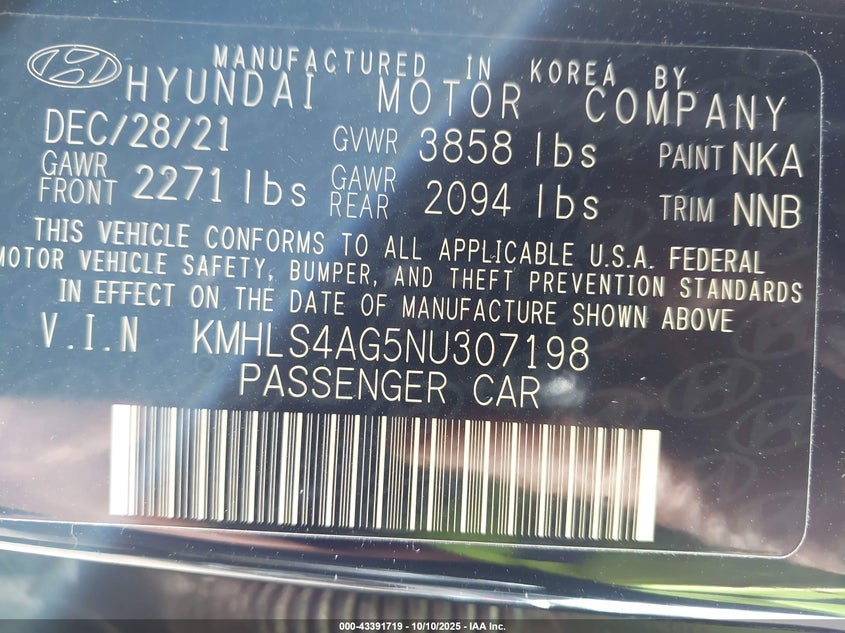 MANUFACTURED IN KOREA BY
HYUNDAI MOTOR COMPANY
DEC/28/21 GVWR 3858 lbs PAINT NKA
GAWR FRONT 2271 lbs GAWR REAR 2094 lbs TRIM NNB
THIS VEHICLE CONFORMS TO ALL APPLICABLE U.S.A. FEDERAL
MOTOR VEHICLE SAFETY, BUMPER, AND THEFT PREVENTION STANDARDS
IN EFFECT ON THE DATE OF MANUFACTURE SHOWN ABOVE
V.I.N KMHLS4AG5NU307198
PASSENGER CAR
000-43391719 - 10/10/2025 - IAA Inc.